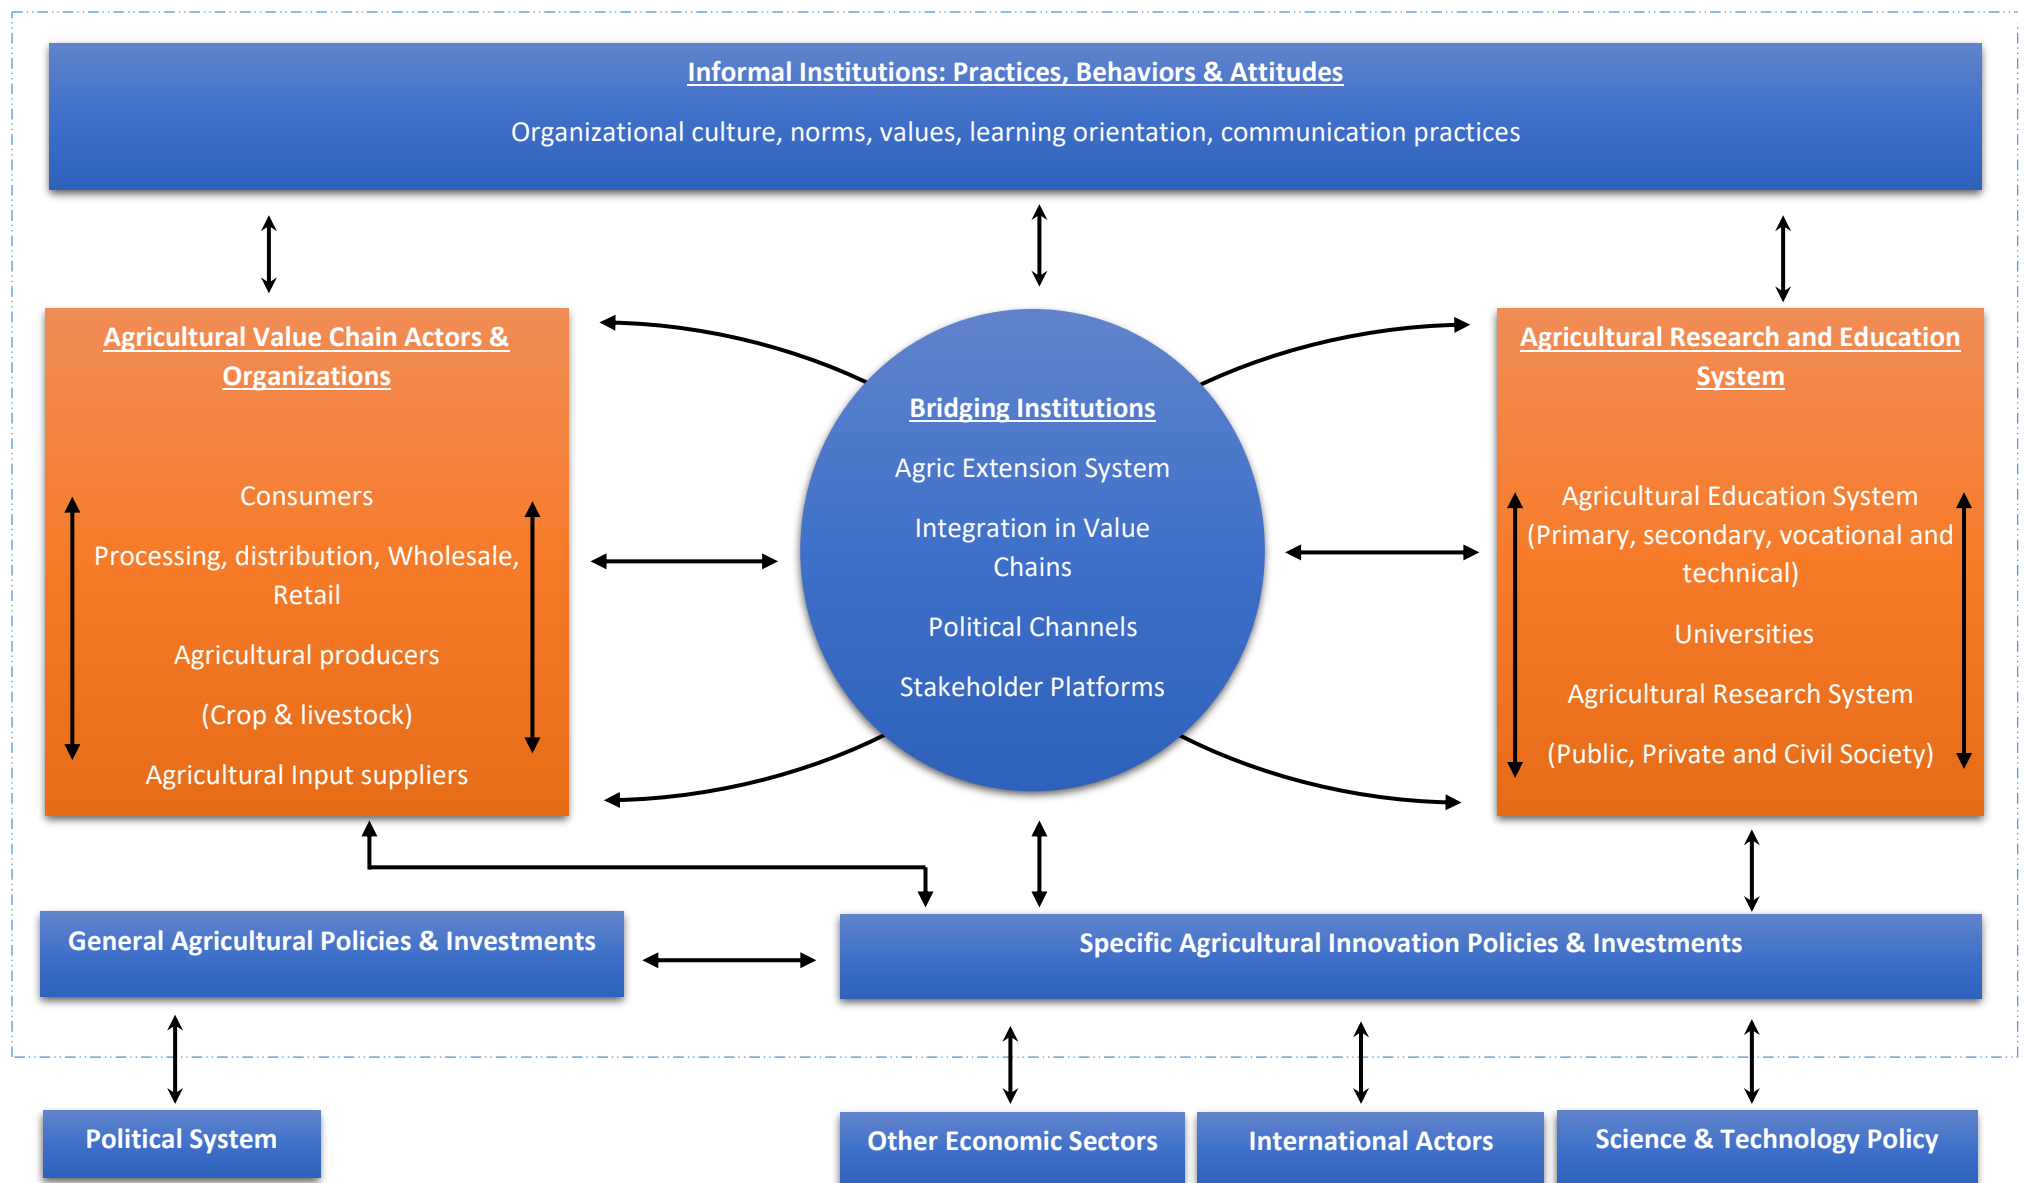 Informal Institutions: Practices, Behaviors & Attitudes
Organizational culture, norms, values, learning orientation, communication practices
Agricultural Value Chain Actors &
Organizations
Consumers
Processing, distribution, Wholesale,
Retail
Agricultural producers
(Crop & livestock)
Agricultural Input suppliers
Bridging Institutions
Agric Extension System
Integration in Value
Chains
Political Channels
Stakeholder Platforms
Agricultural Research and Education
System
Agricultural Education System
(Primary, secondary, vocational and
technical)
Universities
Agricultural Research System
(Public, Private and Civil Society)
General Agricultural Policies & Investments
Specific Agricultural Innovation Policies & Investments
Political System
Other Economic Sectors
International Actors
Science & Technology Policy